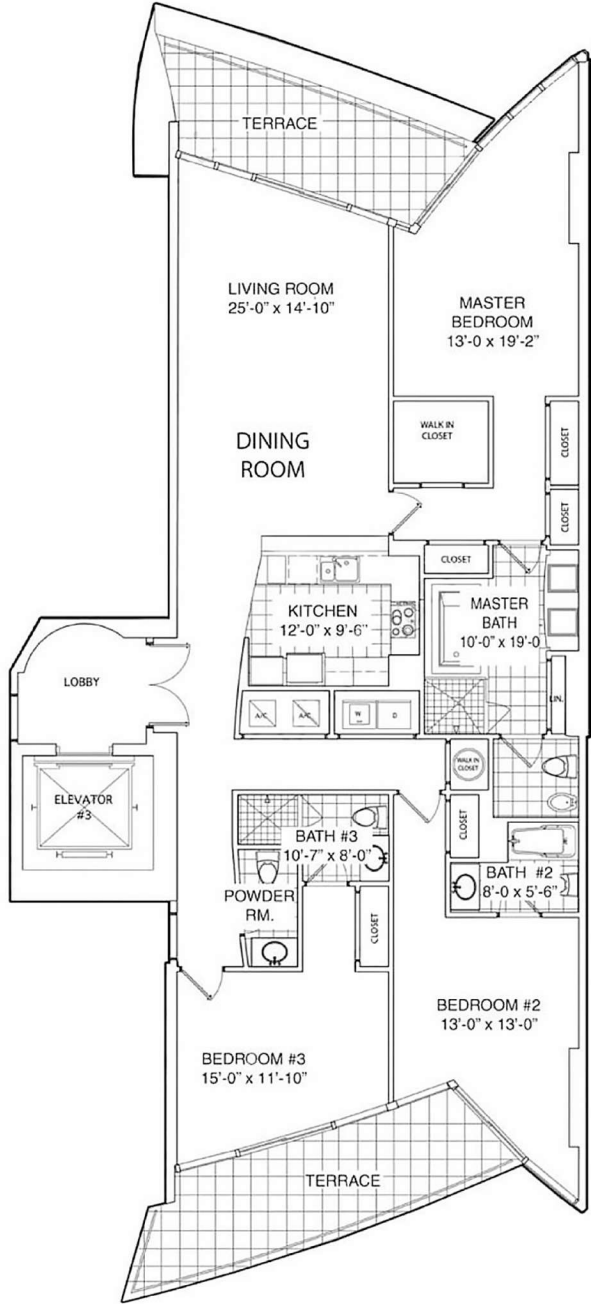 TERRACE
LIVING ROOM
25'-0" x 14'-10"
MASTER
BEDROOM
13'-0 x 19'-2"
WALK IN
CLOSET
CLOSET
DINING
ROOM
CLOSET
CLOSET
KITCHEN
12'-0" x 9'-6"
MASTER
BATH
10'-0" x 19'-0
LIN.
LOBBY
A/C
A/C
W
D
WALK IN
CLOSET
ELEVATOR
#3
CLOSET
BATH #3
10'-7" x 8'-0"
BATH #2
8'-0 x 5'-6"
POWDER
RM.
CLOSET
BEDROOM #2
13'-0" x 13'-0"
BEDROOM #3
15'-0" x 11'-10"
TERRACE